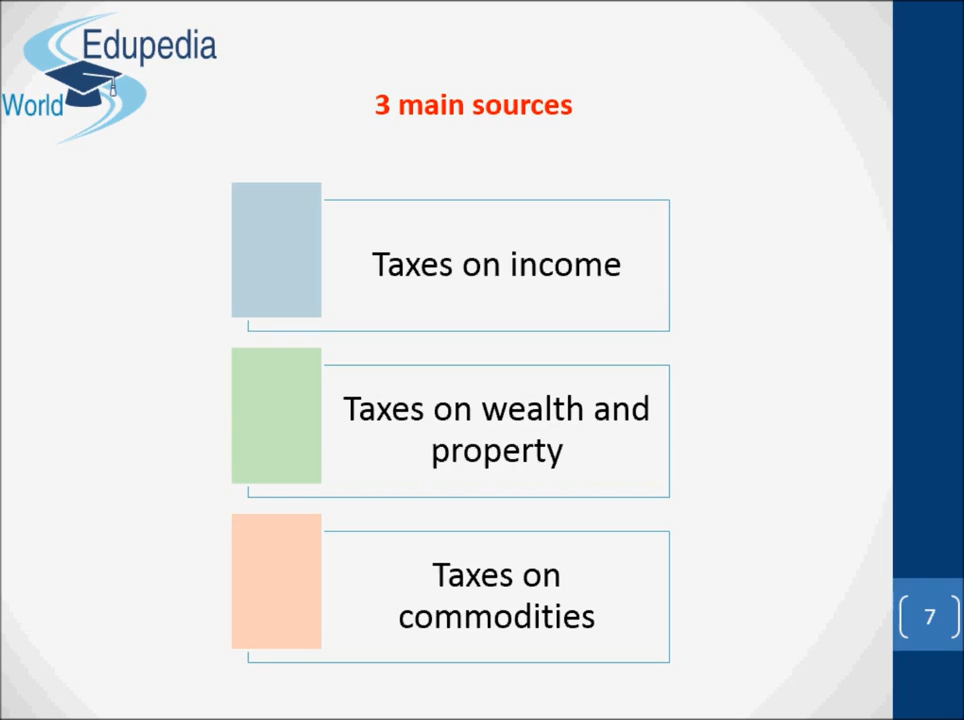 Edupedia
World
3 main sources
Taxes on income
Taxes on wealth and
property
Taxes on
commodities
7